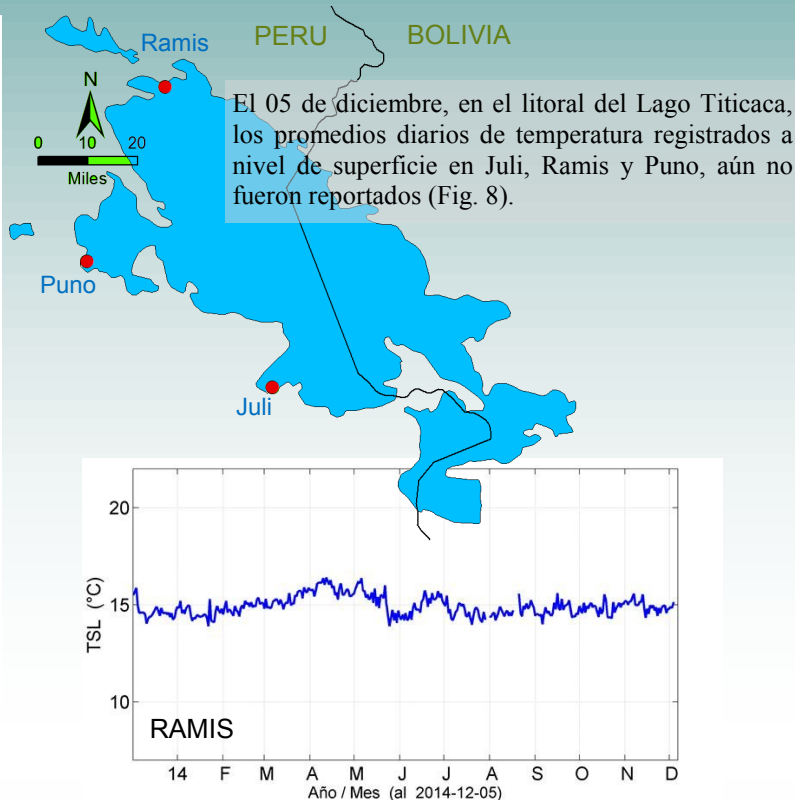 PERU BOLIVIA
Ramis
N
0 10 20
Miles
El 05 de diciembre, en el litoral del Lago Titicaca,
los promedios diarios de temperatura registrados a
nivel de superficie en Juli, Ramis y Puno, aún no
fueron reportados (Fig. 8).
Puno
Juli
20
15
10
TSL (°C)
RAMIS
14 F M A M J J A S O N D
Año / Mes (al 2014-12-05)